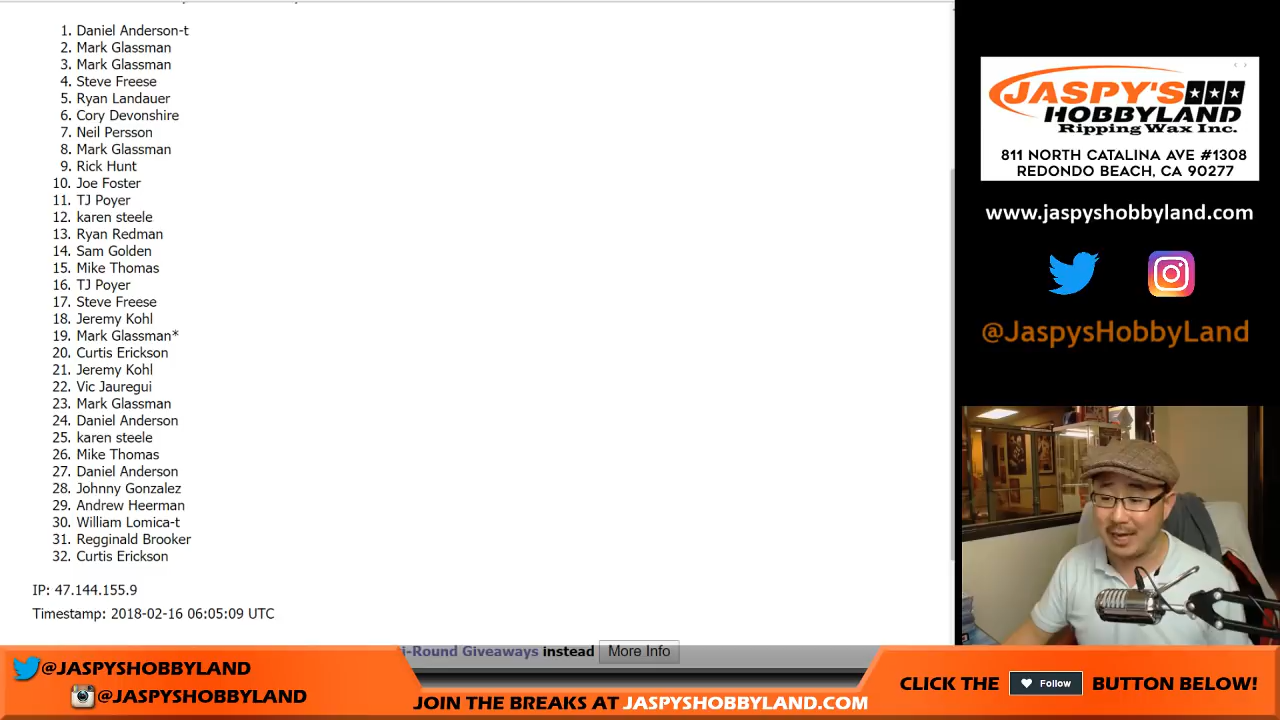 1. Daniel Anderson-t
2. Mark Glassman
3. Mark Glassman
4. Steve Freese
5. Ryan Landauer
6. Cory Devonshire
7. Neil Persson
8. Mark Glassman
9. Rick Hunt
10. Joe Foster
11. TJ Poyer
12. karen steele
13. Ryan Redman
14. Sam Golden
15. Mike Thomas
16. TJ Poyer
17. Steve Freese
18. Jeremy Kohl
19. Mark Glassman*
20. Curtis Erickson
21. Jeremy Kohl
22. Vic Jauregui
23. Mark Glassman
24. Daniel Anderson
25. karen steele
26. Mike Thomas
27. Daniel Anderson
28. Johnny Gonzalez
29. Andrew Heerman
30. William Lomica-t
31. Regginald Brooker
32. Curtis Erickson
IP: 47.144.155.9
Timestamp: 2018-02-16 06:05:09 UTC
i-Round Giveaways instead More Info
JASPY'S
HOBBYLAND
Ripping Wax Inc.
811 NORTH CATALINA AVE #1308
REDONDO BEACH, CA 90277
www.jaspyshobbyland.com
@JaspysHobbyLand
@JASPYSHOBBYLAND
@JASPYSHOBBYLAND
JOIN THE BREAKS AT JASPYSHOBBYLAND.COM
CLICK THE Follow BUTTON BELOW!